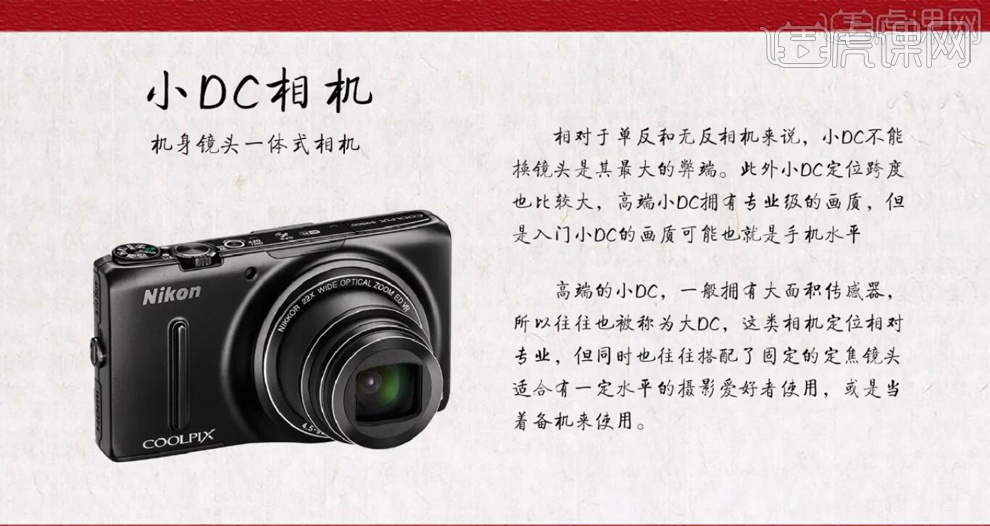 虎课网
小DC相机
机身镜头一体式相机
相对于单反和无反相机来说，小DC不能
换镜头是其最大的弊端。此外小DC定位跨度
也比较大，高端小DC拥有专业级的画质，但
是入门小DC的画质可能也就是手机水平
高端的小DC，一般拥有大面积传感器，
所以往往也被称为大DC，这类相机定位相对
专业，但同时也往往搭配了固定的定焦镜头
适合有一定水平的摄影爱好者使用，或是当
着备机来使用。
COOLPIX
Nikon
NIKKOR 22X WIDE OPTICAL ZOOM ED VR
COOLPIX